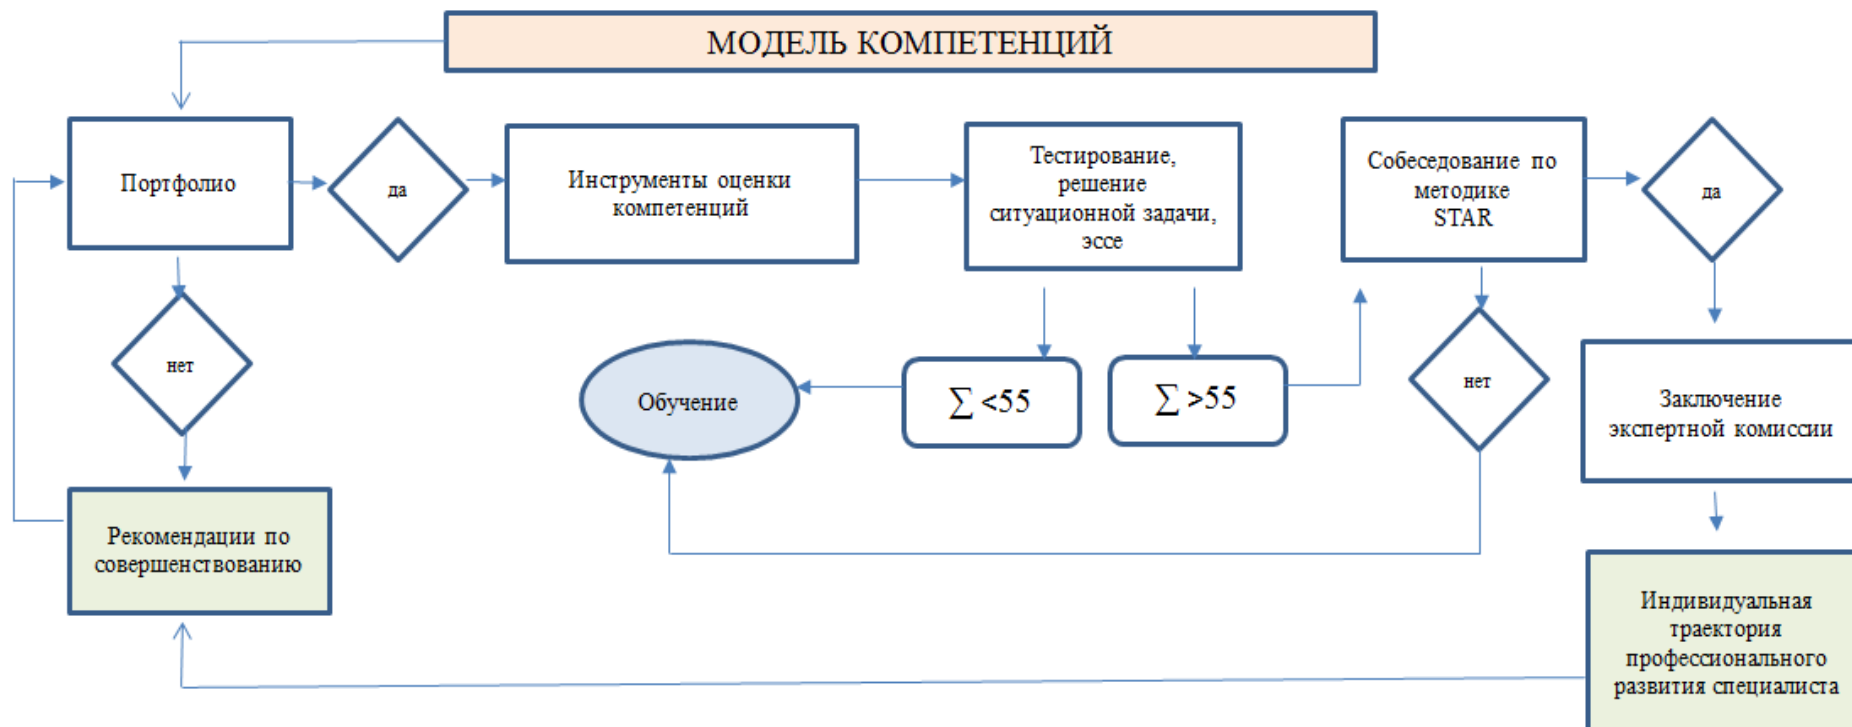 МОДЕЛЬ КОМПЕТЕНЦИЙ
Портфолио
да
Инструменты оценки
компетенций
Тестирование,
решение
ситуационной задачи,
эссе
Собеседование по
методике
STAR
да
нет
Обучение
∑ <55
∑ >55
нет
Заключение
экспертной комиссии
Рекомендации по
совершенствованию
Индивидуальная
траектория
профессионального
развития специалиста